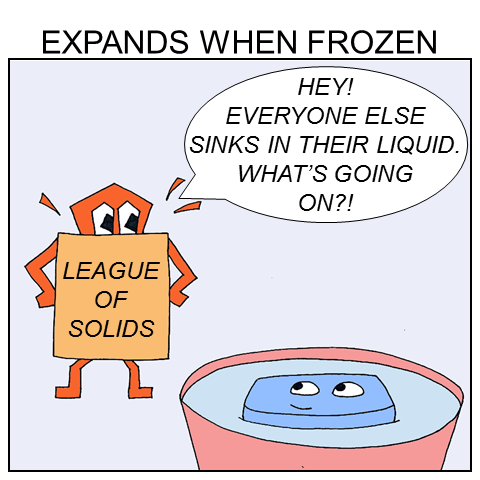 EXPANDS WHEN FROZEN
HEY!
EVERYONE ELSE
SINKS IN THEIR LIQUID.
WHAT'S GOING
ON?!
LEAGUE
OF
SOLIDS